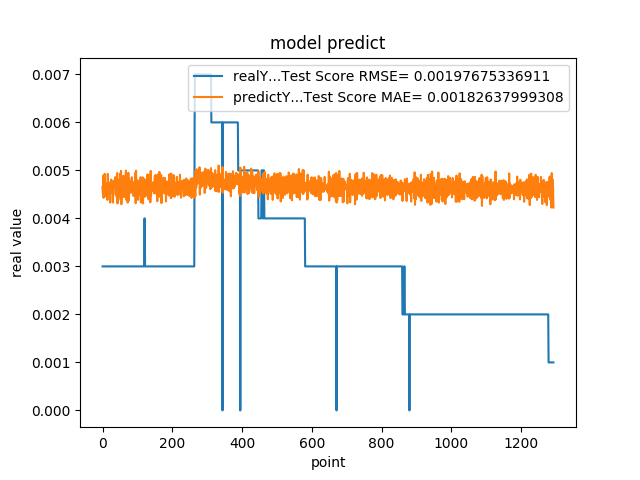 model predict
realY...Test Score RMSE= 0.00197675336911
predictY...Test Score MAE= 0.00182637999308
0.007
0.006
0.005
0.004
0.003
0.002
0.001
0.000
real value
0 200 400 600 800 1000 1200
point